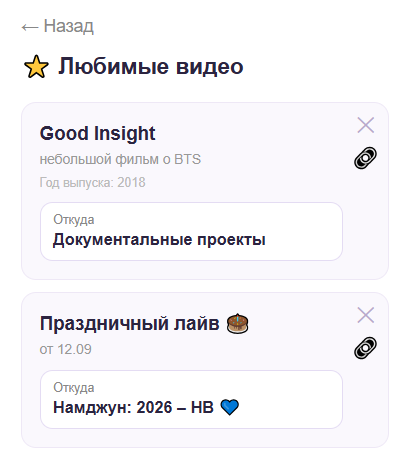 ← Назад
⭐ Любимые видео
Good Insight
небольшой фильм о BTS
Год выпуска: 2018
Откуда
Документальные проекты
Праздничный лайв 🎂
от 12.09
Откуда
Намджун: 2026 – HB 💙